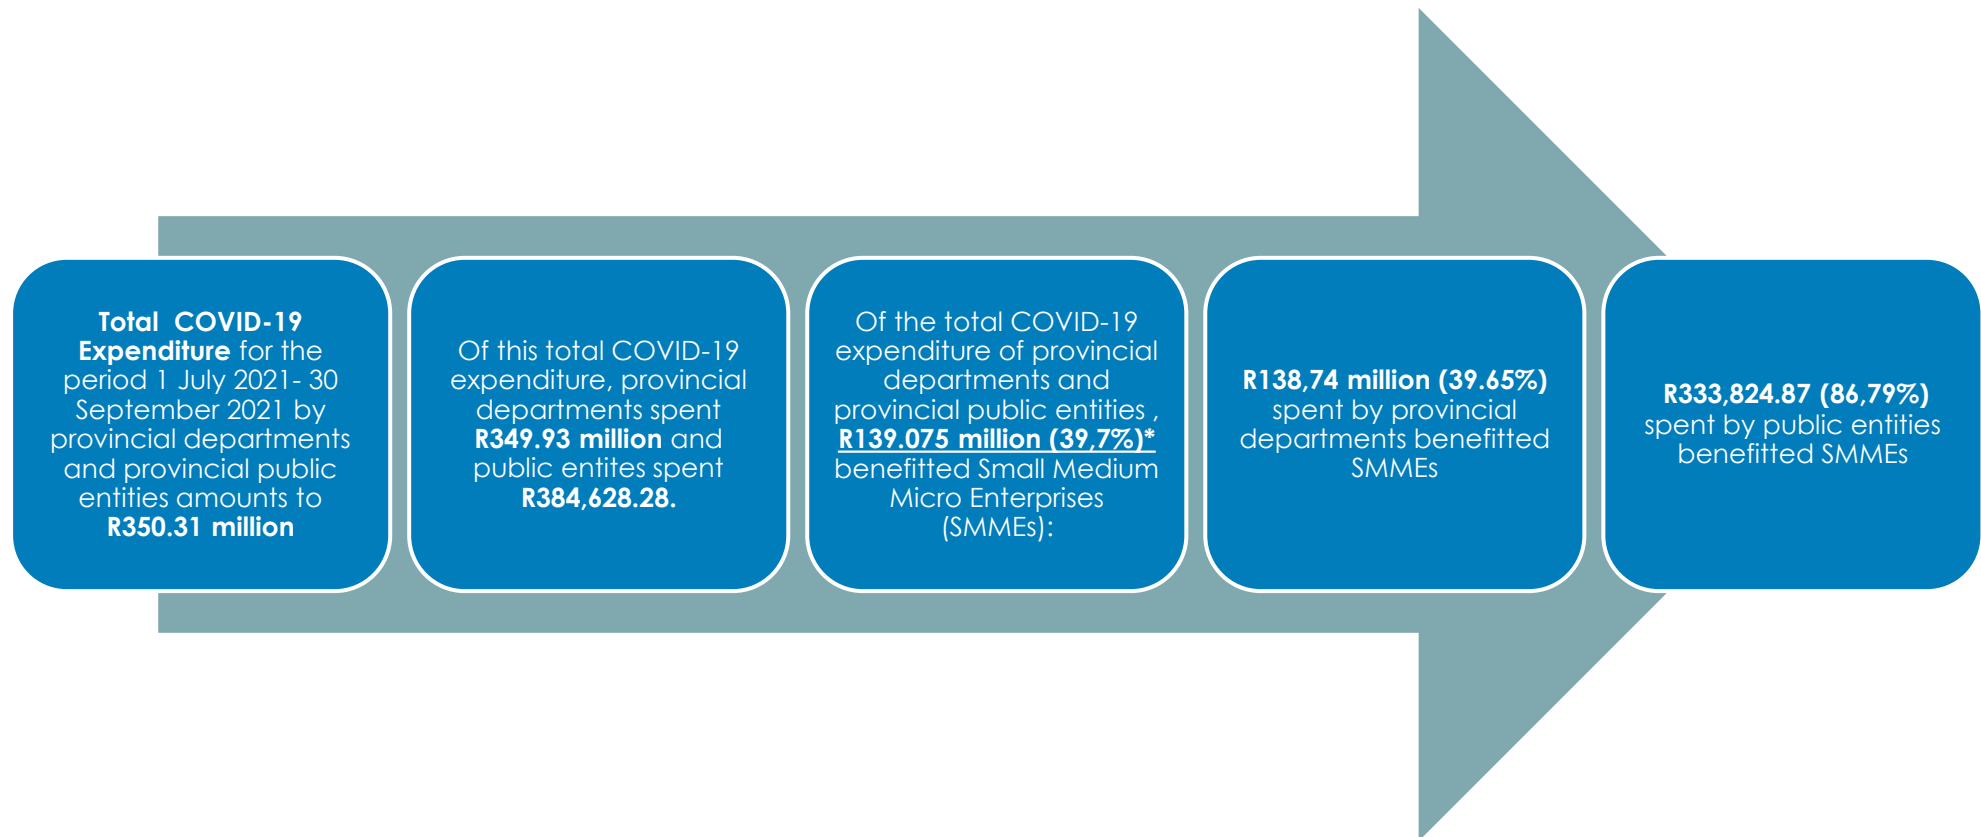 Total COVID-19
Expenditure for the
period 1 July 2021- 30
September 2021 by
provincial departments
and provincial public
entities amounts to
R350.31 million
Of this total COVID-19
expenditure, provincial
departments spent
R349.93 million and
public entites spent
R384,628.28.
Of the total COVID-19
expenditure of provincial
departments and
provincial public entities ,
R139.075 million (39,7%)*
benefitted Small Medium
Micro Enterprises
(SMMEs):
R138,74 million (39.65%)
spent by provincial
departments benefitted
SMMEs
R333,824.87 (86,79%)
spent by public entities
benefitted SMMEs